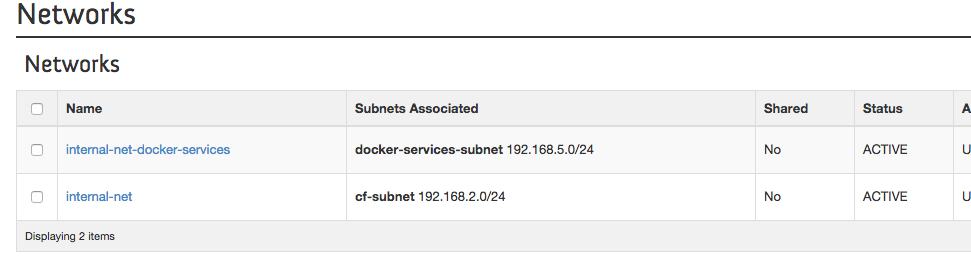 Networks
Networks
Name Subnets Associated Shared Status A
internal-net-docker-services docker-services-subnet 192.168.5.0/24 No ACTIVE U
internal-net cf-subnet 192.168.2.0/24 No ACTIVE U
Displaying 2 items